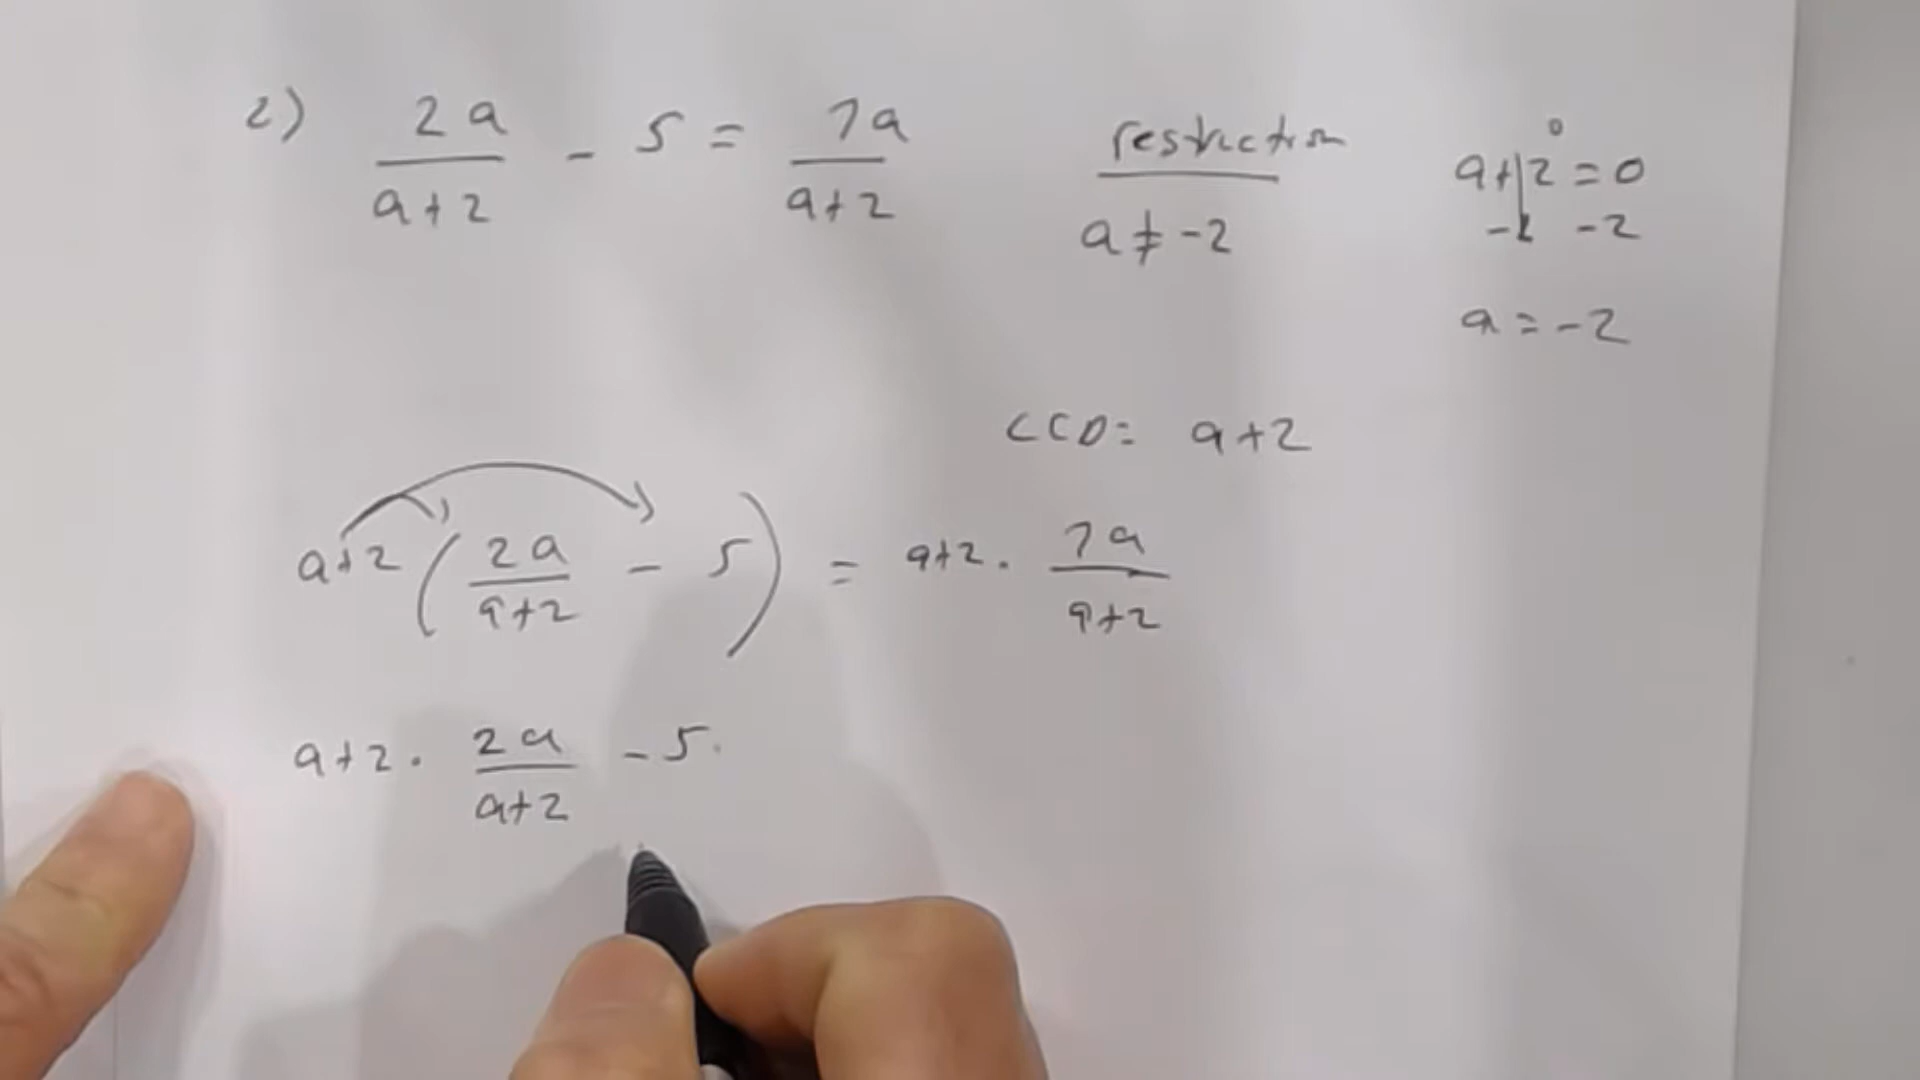 2) 2a/a+2 - 5 = 7a/a+2
restriction
a ≠ -2
a+2 = 0
0
-2 -2
a = -2
LCD = a+2
a+2 (2a/a+2 - 5) = a+2 · 7a/a+2
a+2 · 2a/a+2 - 5 ·